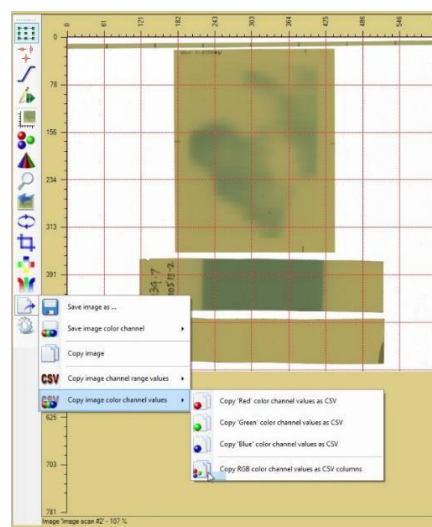 0 61 121 182 243 303 364 425 486 546
0
78
156
234
313
391
625
703
781
Save image as ...
Save image color channel
Copy image
CSV Copy image channel range values
CSV Copy image color channel values
Copy 'Red' color channel values as CSV
Copy 'Green' color channel values as CSV
Copy 'Blue' color channel values as CSV
Copy RGB color channel values as CSV columns
Image 'Image scan #2' - 107 %